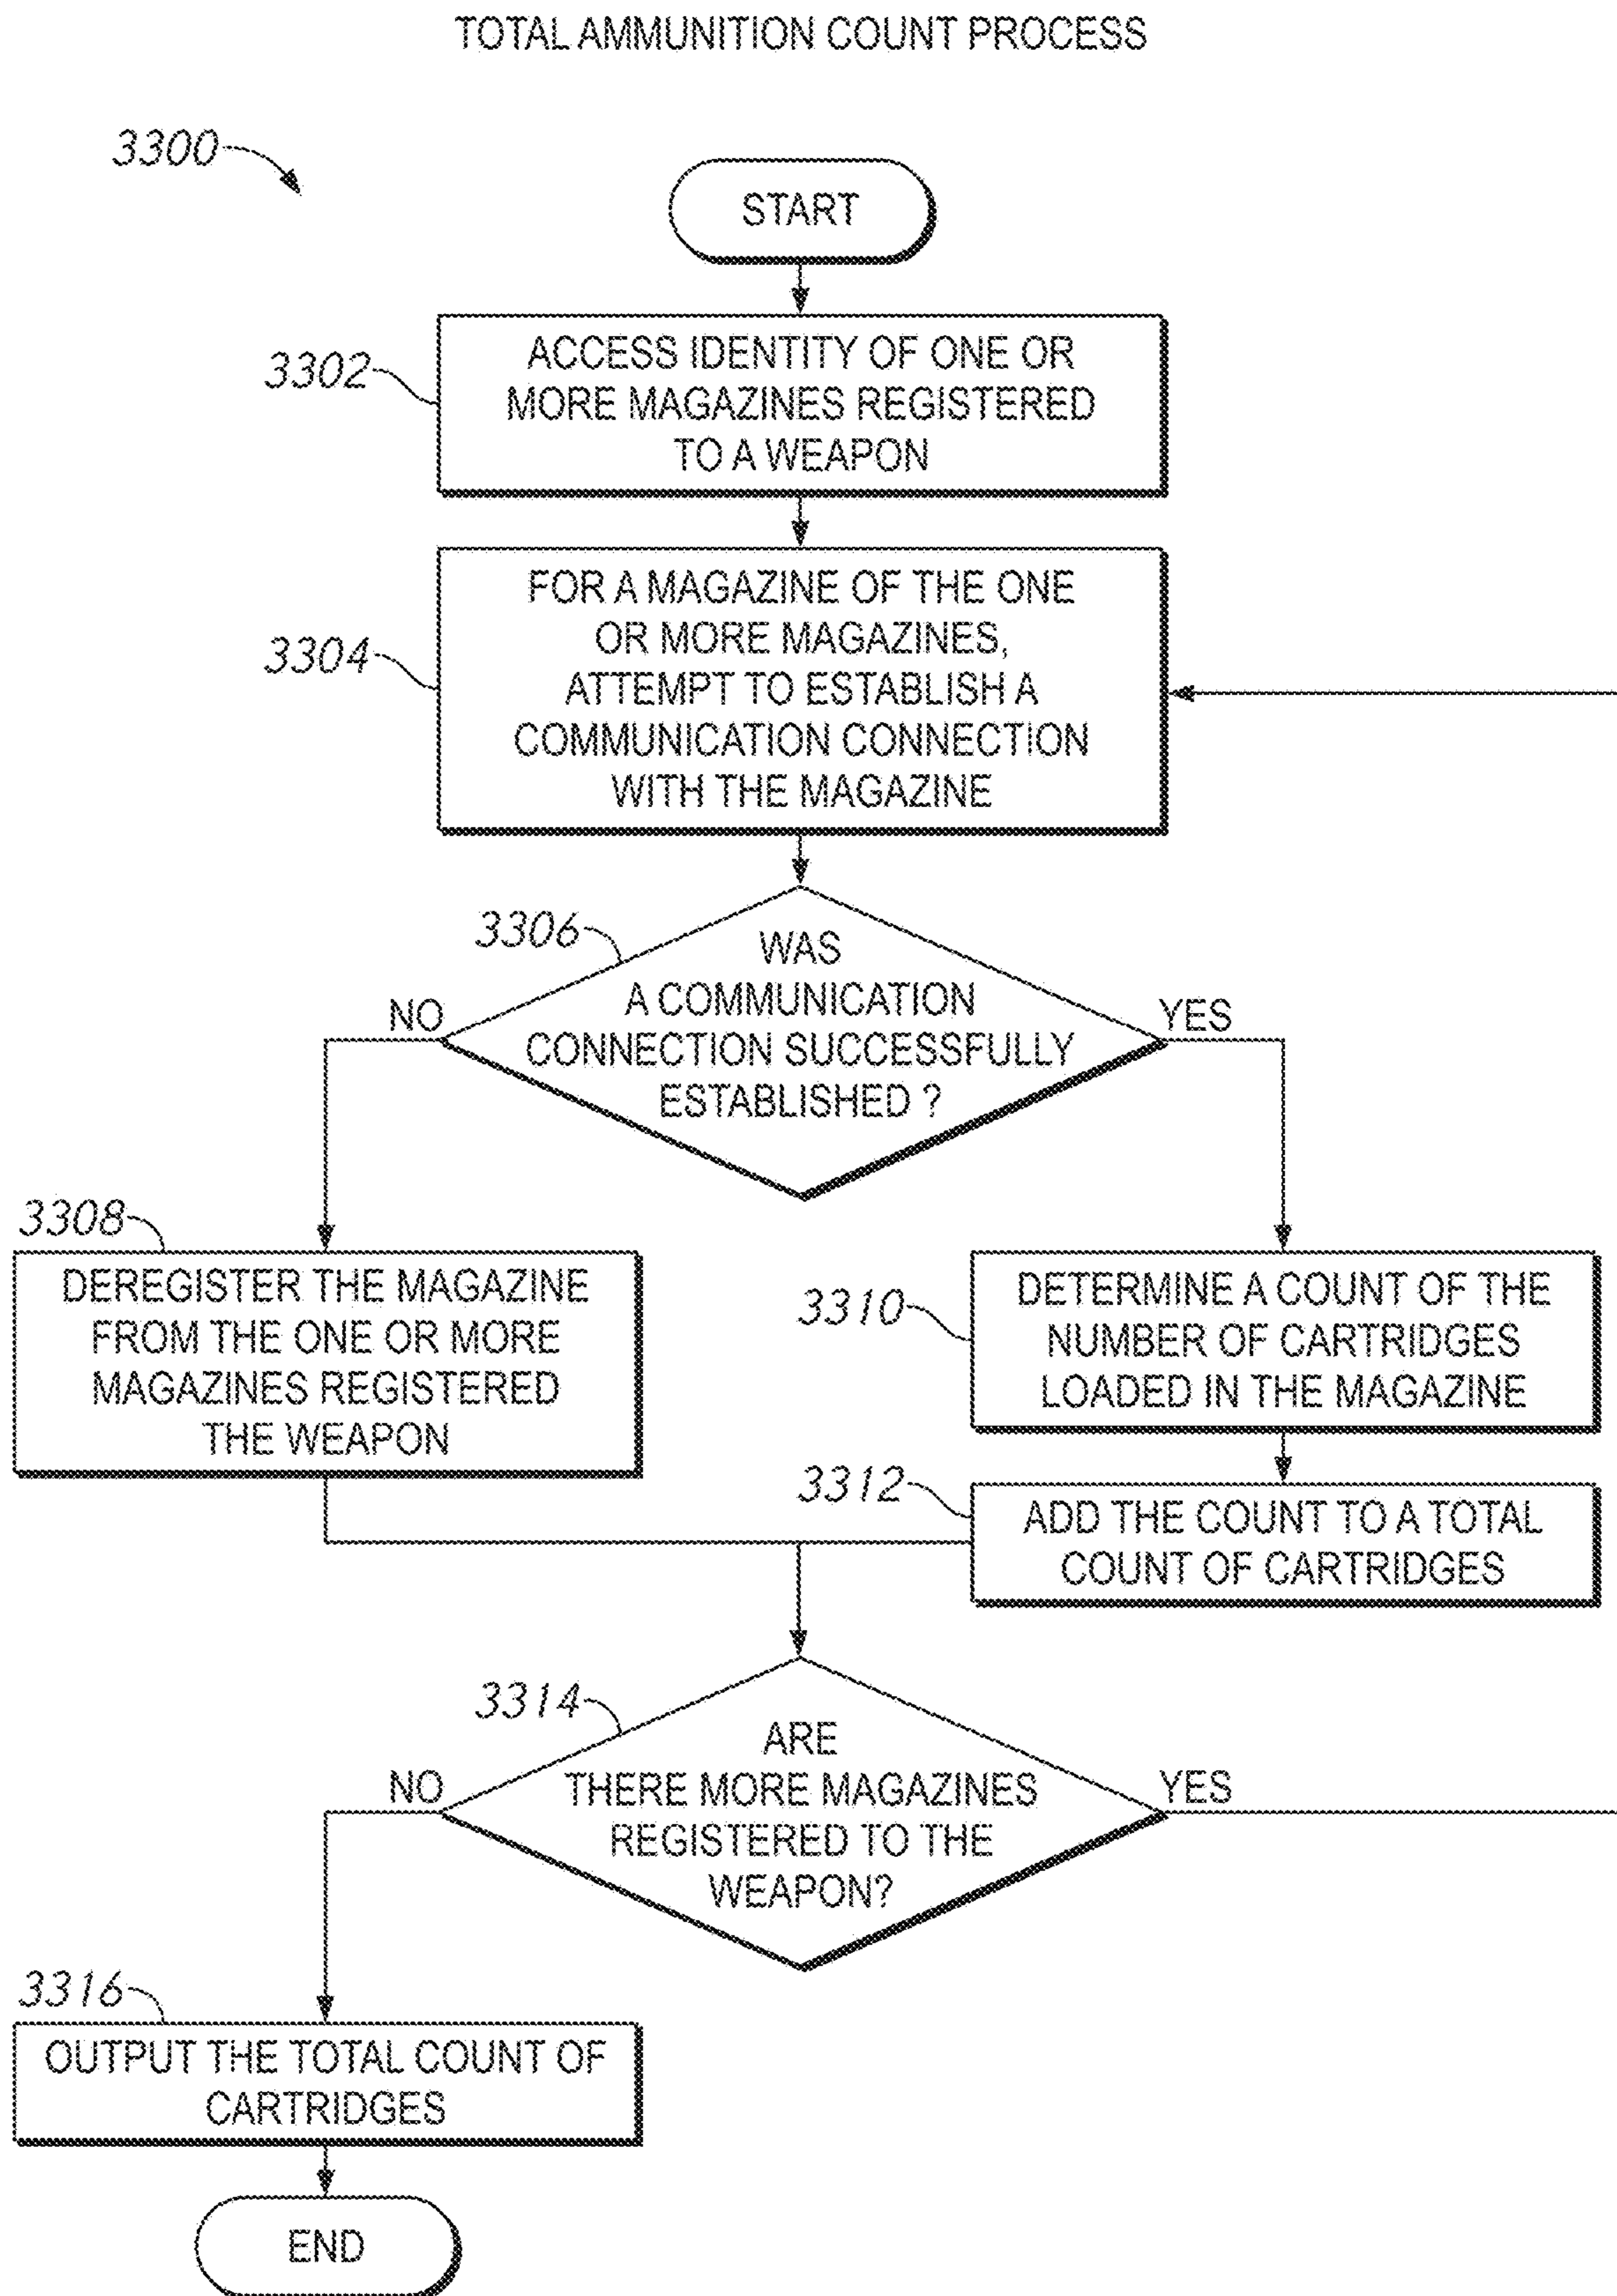 TOTAL AMMUNITION COUNT PROCESS
3300
START
3302
ACCESS IDENTITY OF ONE OR
MORE MAGAZINES REGISTERED
TO A WEAPON
3304
FOR A MAGAZINE OF THE ONE
OR MORE MAGAZINES,
ATTEMPT TO ESTABLISH A
COMMUNICATION CONNECTION
WITH THE MAGAZINE
3306
WAS
A COMMUNICATION
CONNECTION SUCCESSFULLY
ESTABLISHED ?
NO
YES
3308
DEREGISTER THE MAGAZINE
FROM THE ONE OR MORE
MAGAZINES REGISTERED
THE WEAPON
3310
DETERMINE A COUNT OF THE
NUMBER OF CARTRIDGES
LOADED IN THE MAGAZINE
3312
ADD THE COUNT TO A TOTAL
COUNT OF CARTRIDGES
3314
ARE
THERE MORE MAGAZINES
REGISTERED TO THE
WEAPON?
NO
YES
3316
OUTPUT THE TOTAL COUNT OF
CARTRIDGES
END